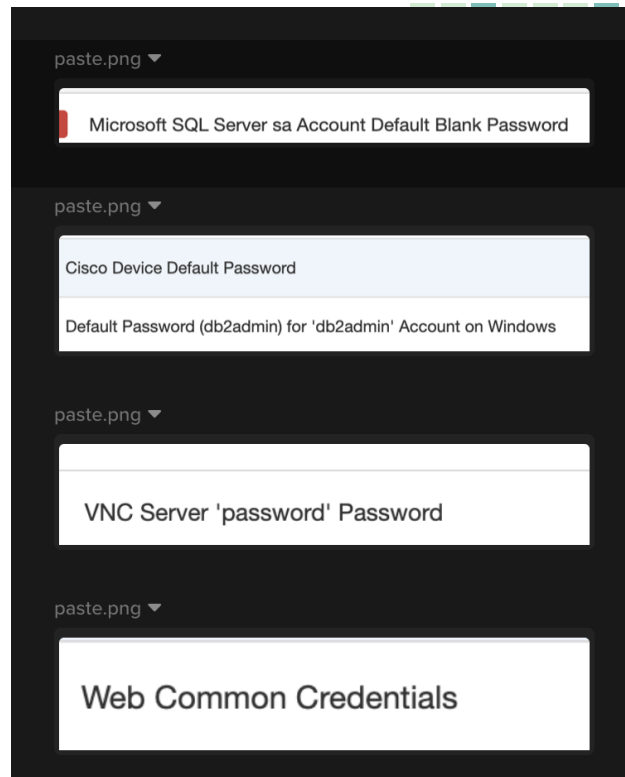 paste.png
Microsoft SQL Server sa Account Default Blank Password
paste.png
Cisco Device Default Password
Default Password (db2admin) for 'db2admin' Account on Windows
paste.png
VNC Server 'password' Password
paste.png
Web Common Credentials